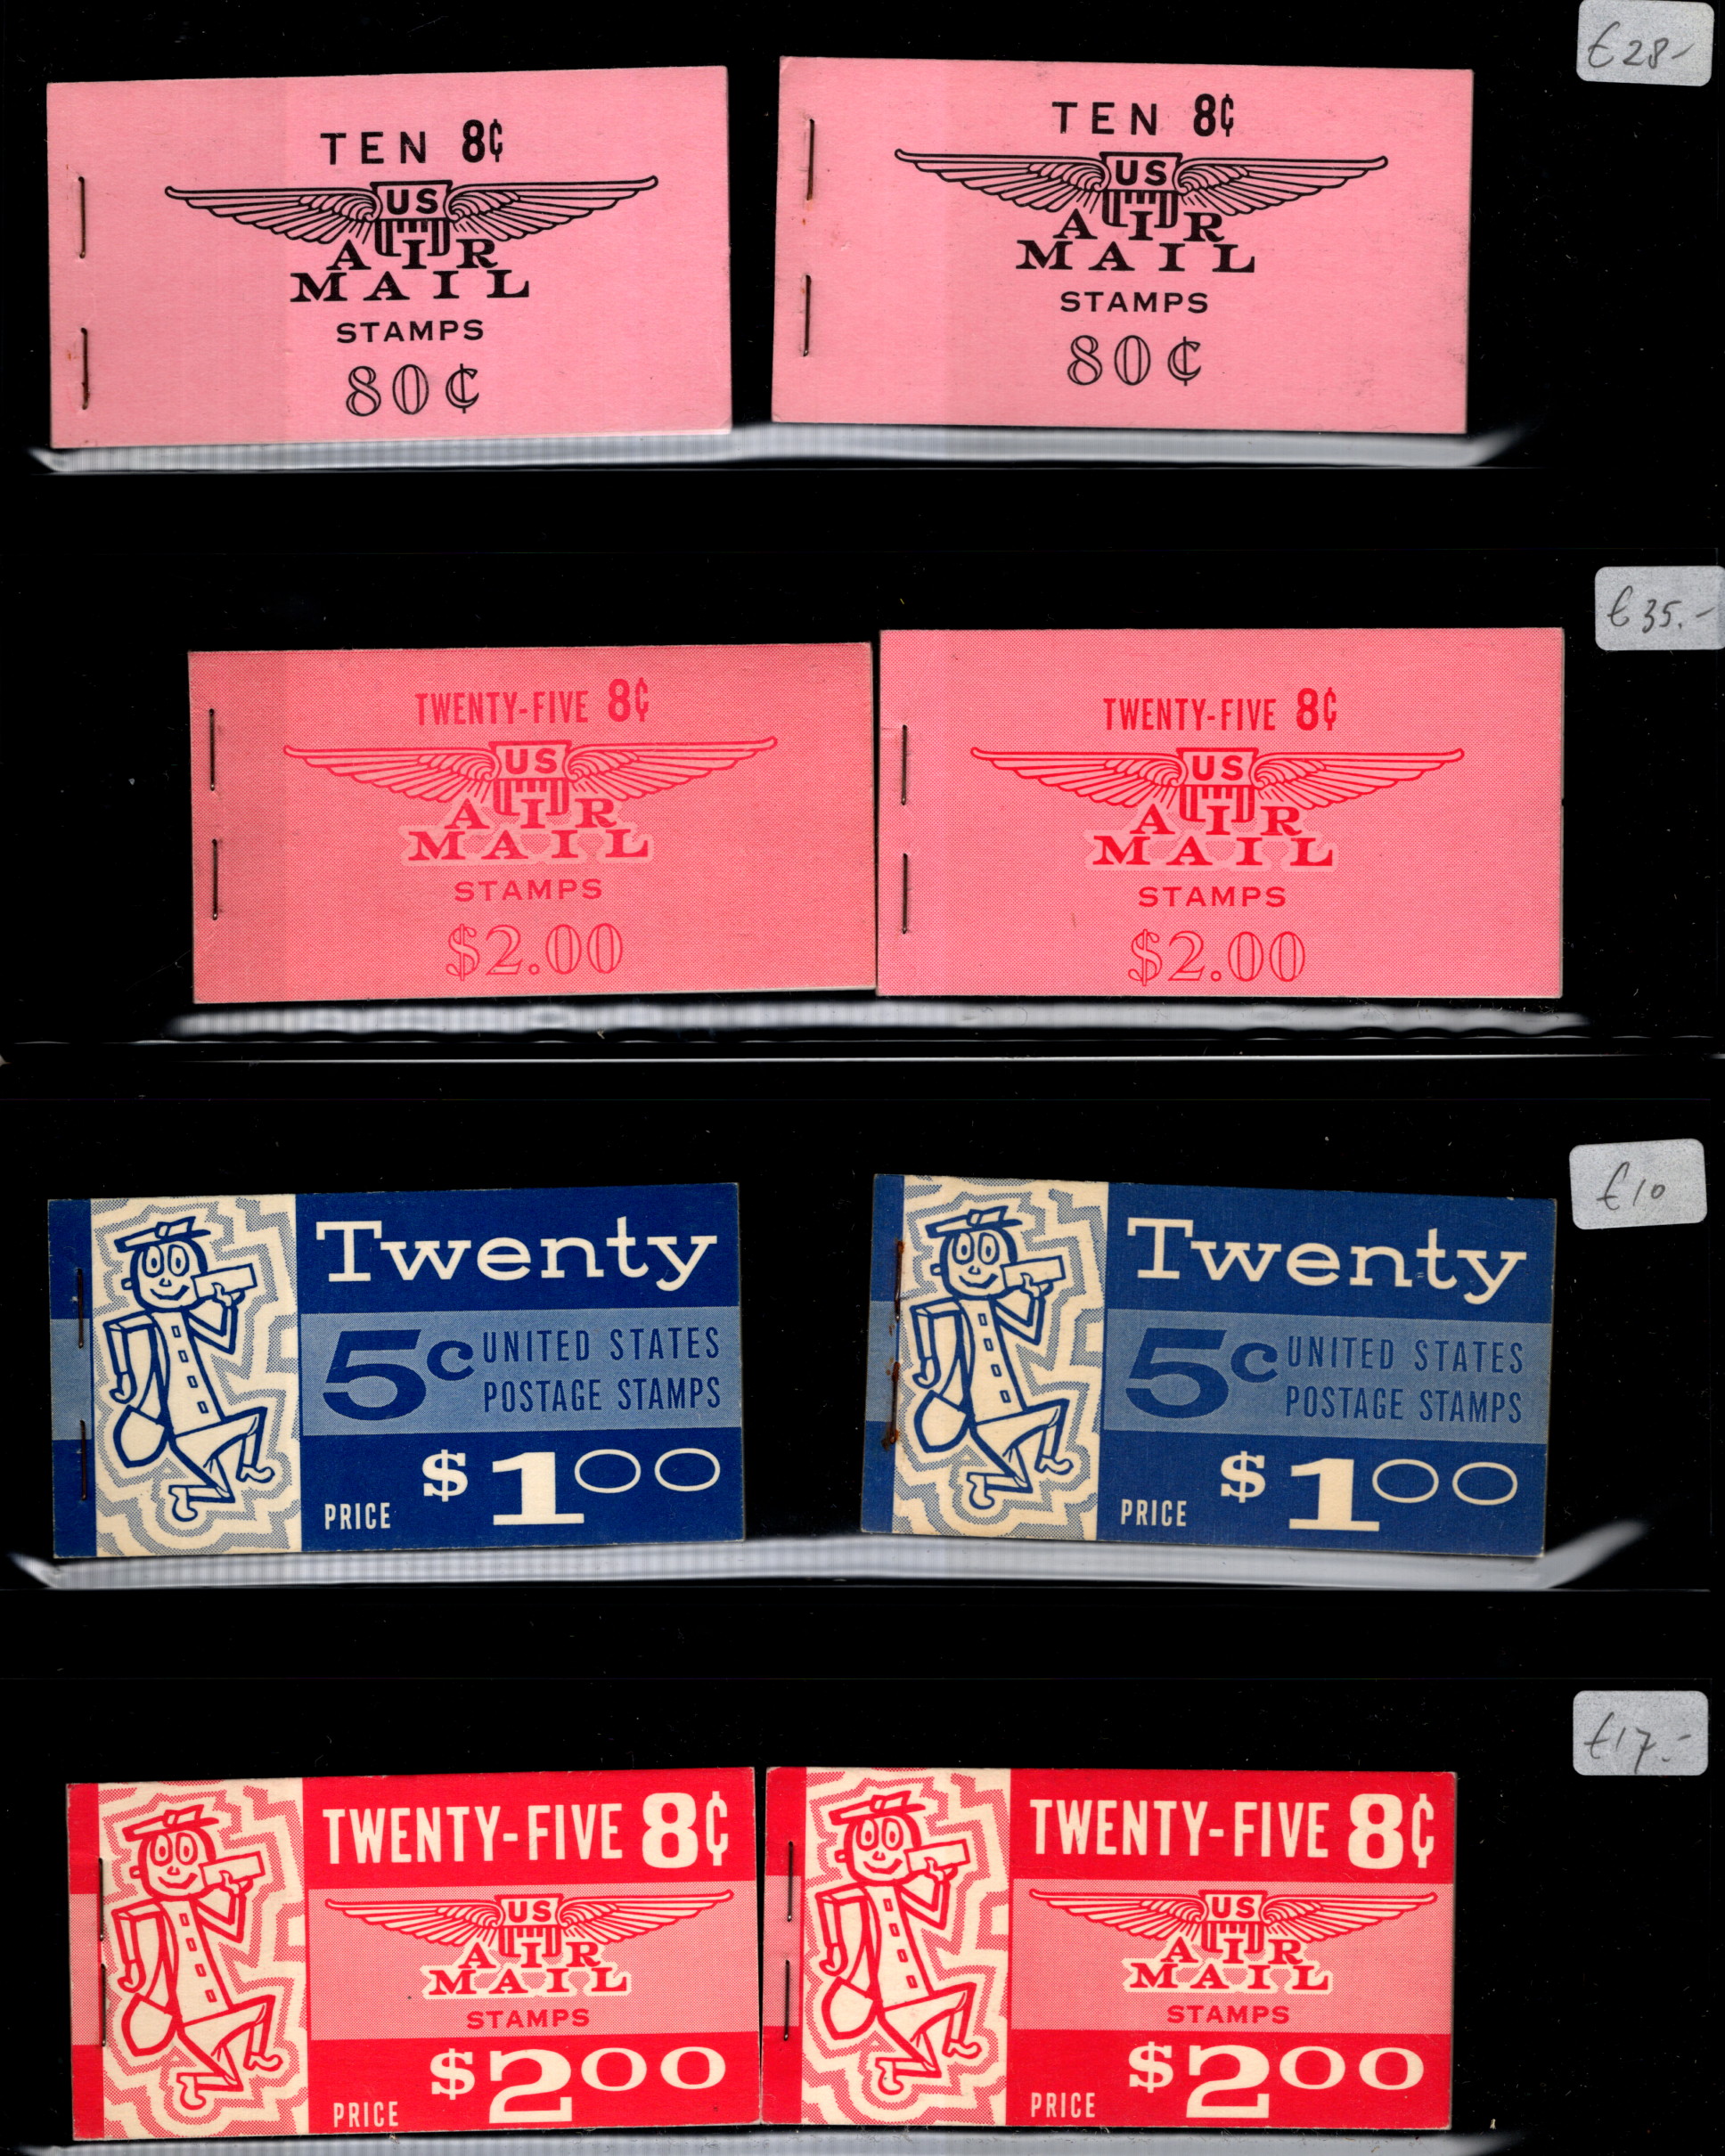 €28-
TEN 8¢
US
AIR
MAIL
STAMPS
80¢
TEN 8¢
US
AIR
MAIL
STAMPS
80¢
€35.-
TWENTY-FIVE 8¢
US
AIR
MAIL
STAMPS
$2.00
TWENTY-FIVE 8¢
US
AIR
MAIL
STAMPS
$2.00
€10
Twenty
5c UNITED STATES
POSTAGE STAMPS
PRICE $1 00
Twenty
5c UNITED STATES
POSTAGE STAMPS
PRICE $1 00
€17.-
TWENTY-FIVE 8¢
US
AIR
MAIL
STAMPS
PRICE $2 00
TWENTY-FIVE 8¢
US
AIR
MAIL
STAMPS
PRICE $2 00